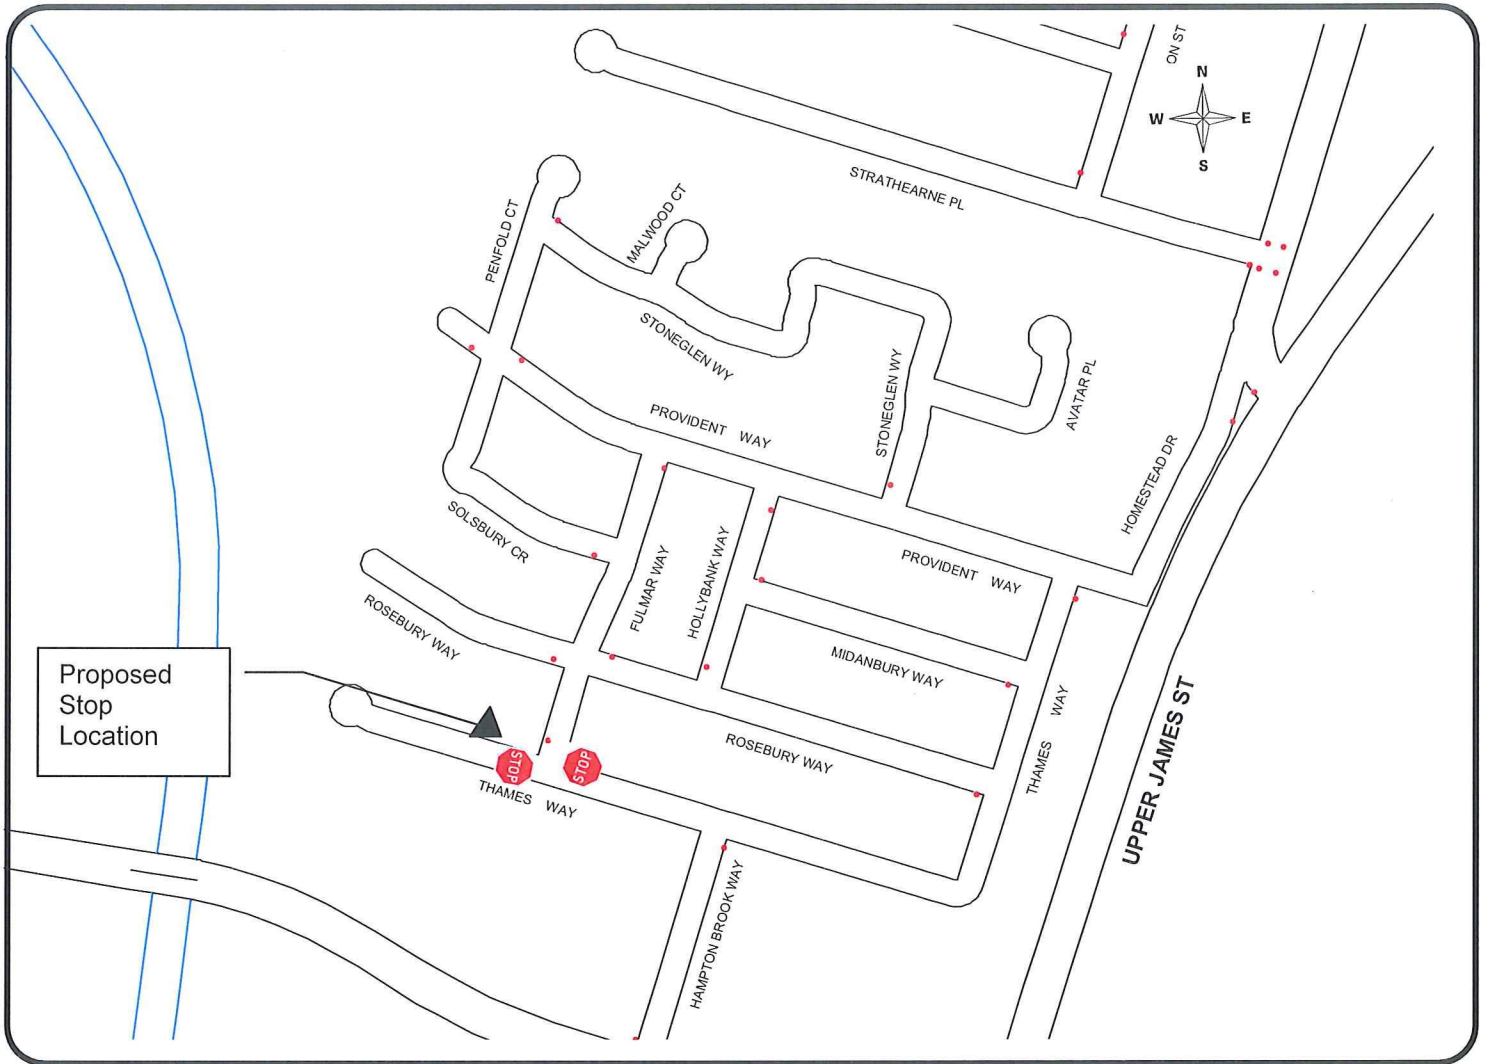 ON ST
N
W E
S
STRATHEARNE PL
PENFOLD CT
MALWOOD CT
STONEGLEN WY
STONEGLEN WY
AVATAR PL
PROVIDENT WAY
HOMESTEAD DR
SOLSBURY CR
FULMAR WAY
HOLLYBANK WAY
PROVIDENT WAY
ROSEBURY WAY
MIDANBURY WAY
Proposed
Stop
Location
THAMES WAY
UPPER JAMES ST
ROSEBURY WAY
STOP
STOP
THAMES WAY
HAMPTON BROOK WAY